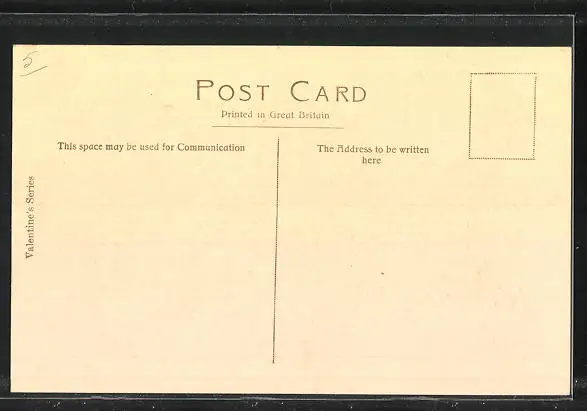 5
POST CARD
Printed in Great Britain
This space may be used for Communication
The Address to be written
here
Valentine's Series